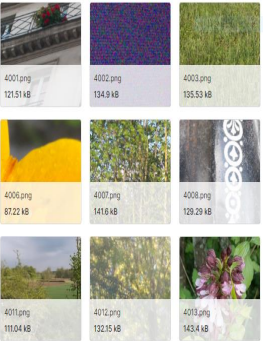 4001.png
121.51 kB
4002.png
134.9 kB
4003.png
135.53 kB
4006.png
87.22 kB
4007.png
141.6 kB
4008.png
129.29 kB
4011.png
111.04 kB
4012.png
132.15 kB
4013.png
143.4 kB